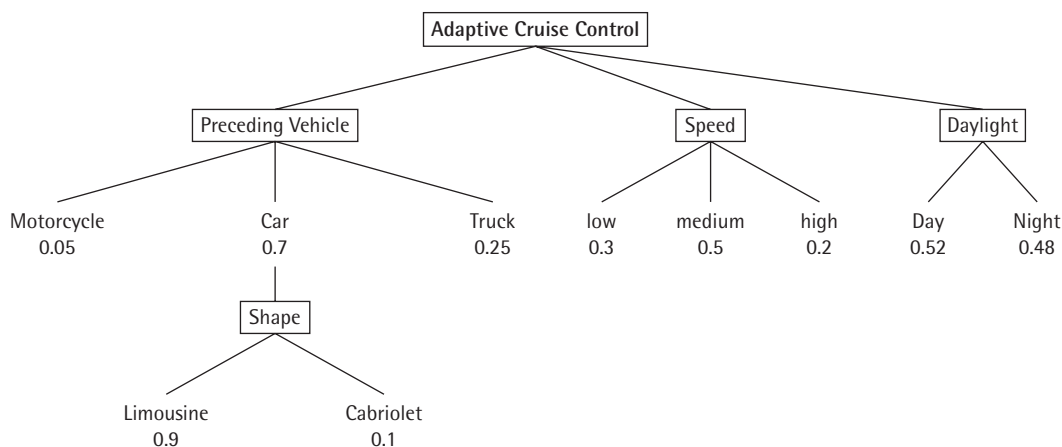 Adaptive Cruise Control
Preceding Vehicle
Speed
Daylight
Motorcycle
Car
Truck
low
medium
high
Day
Night
0.05
0.7
0.25
0.3
0.5
0.2
0.52
0.48
Shape
Limousine
Cabriolet
0.9
0.1